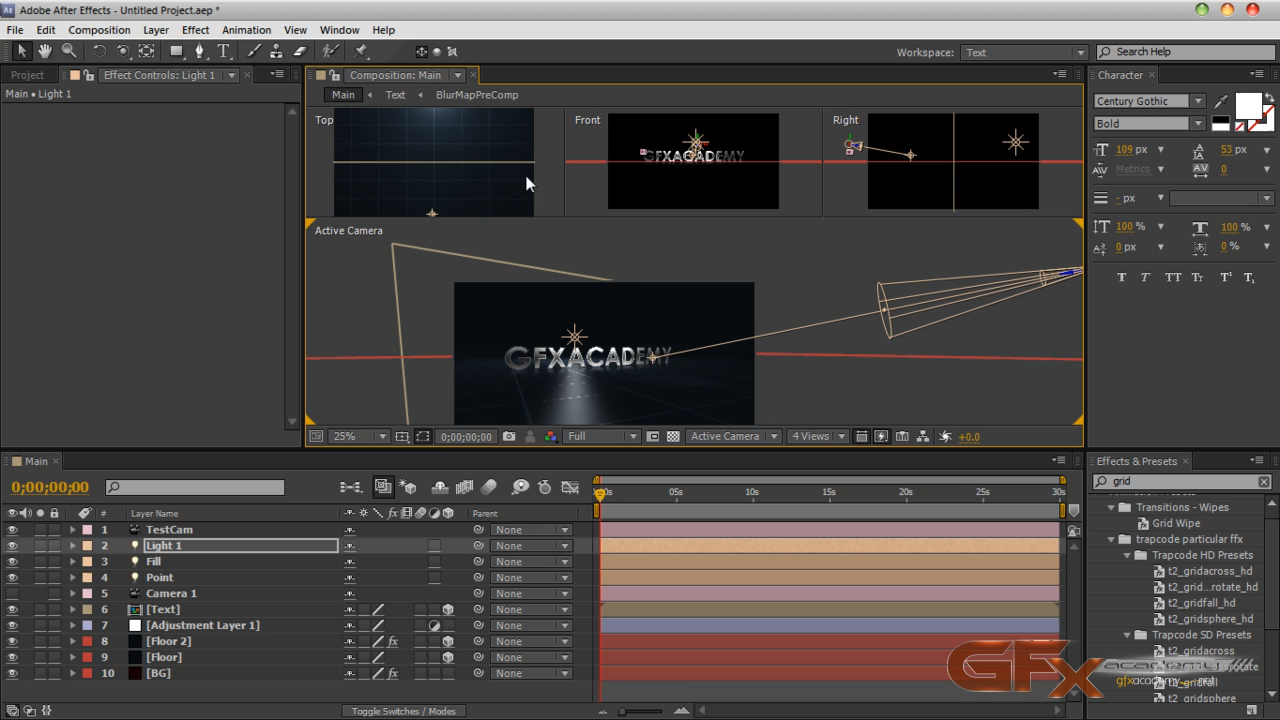 Adobe After Effects - Untitled Project.aep *
File Edit Composition Layer Effect Animation View Window Help
Workspace: Text Search Help
Project Effect Controls: Light 1 Composition: Main Character
Main • Light 1
Main Text BlurMapPreComp
Century Gothic
Bold
Top Front Right
GFXACADEMY
109 px 53 px
Metrics 0
- px
100 % 100 %
0 px 0 %
T T TT Tt T¹ T₁
Active Camera
GFXACADEMY
25% 0;00;00;00 Full Active Camera 4 Views +0.0
Main Effects & Presets
0;00;00;00 grid
05s 10s 15s 20s 25s 30s
# Layer Name fx Parent
Transitions - Wipes
Grid Wipe
1 TestCam None
trapcode particular ffx
2 Light 1 None
Trapcode HD Presets
3 Fill None
t2_gridacross_hd
4 Point None
t2_grid...rotate_hd
5 Camera 1 None
t2_gridfall_hd
6 [Text] None
t2_gridsphere_hd
7 [Adjustment Layer 1] None
Trapcode SD Presets
8 [Floor 2] fx None
t2_gridacross
9 [Floor] None
10 [BG] fx None
t2_gridsphere
GFx
Toggle Switches / Modes